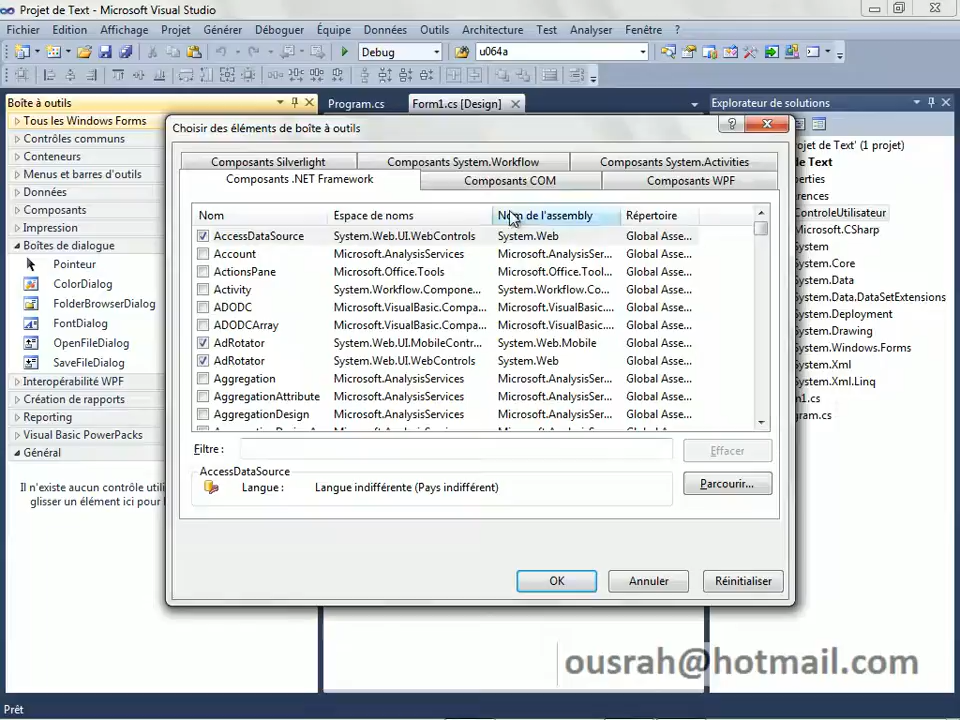 Projet de Text - Microsoft Visual Studio
Fichier Edition Affichage Projet Générer Déboguer Équipe Données Outils Architecture Test Analyser Fenêtre ?
Debug u064a
Boîte à outils
Program.cs Form1.cs [Design]
Explorateur de solutions
Tous les Windows Forms
Contrôles communs
Conteneurs
Menus et barres d'outils
Données
Composants
Impression
Boîtes de dialogue
Pointeur
ColorDialog
FolderBrowserDialog
FontDialog
OpenFileDialog
SaveFileDialog
Interopérabilité WPF
Création de rapports
Reporting
Visual Basic PowerPacks
Général
Il n'existe aucun contrôle utili
glisser un élément ici pour l
Choisir des éléments de boîte à outils
Composants Silverlight Composants System.Workflow Composants System.Activities
Composants .NET Framework Composants COM Composants WPF
Nom Espace de noms Nom de l'assembly Répertoire
AccessDataSource System.Web.UI.WebControls System.Web Global Asse...
Account Microsoft.AnalysisServices Microsoft.AnalysisSer... Global Asse...
ActionsPane Microsoft.Office.Tools Microsoft.Office.Tool... Global Asse...
Activity System.Workflow.Compone... System.Workflow.Co... Global Asse...
ADODC Microsoft.VisualBasic.Compa... Microsoft.VisualBasic.... Global Asse...
ADODCArray Microsoft.VisualBasic.Compa... Microsoft.VisualBasic.... Global Asse...
AdRotator System.Web.UI.MobileContr... System.Web.Mobile Global Asse...
AdRotator System.Web.UI.WebControls System.Web Global Asse...
Aggregation Microsoft.AnalysisServices Microsoft.AnalysisSer... Global Asse...
AggregationAttribute Microsoft.AnalysisServices Microsoft.AnalysisSer... Global Asse...
AggregationDesign Microsoft.AnalysisServices Microsoft.AnalysisSer... Global Asse...
Filtre : Effacer
AccessDataSource
Langue : Langue indifférente (Pays indifférent)
Parcourir...
OK Annuler Réinitialiser
ojet de Text' (1 projet)
de Text
perties
rences
ControleUtilisateur
Microsoft.CSharp
System
System.Core
System.Data
System.Data.DataSetExtensions
System.Deployment
System.Drawing
System.Windows.Forms
System.Xml
System.Xml.Linq
m1.cs
gram.cs
ousrah@hotmail.com
Prêt